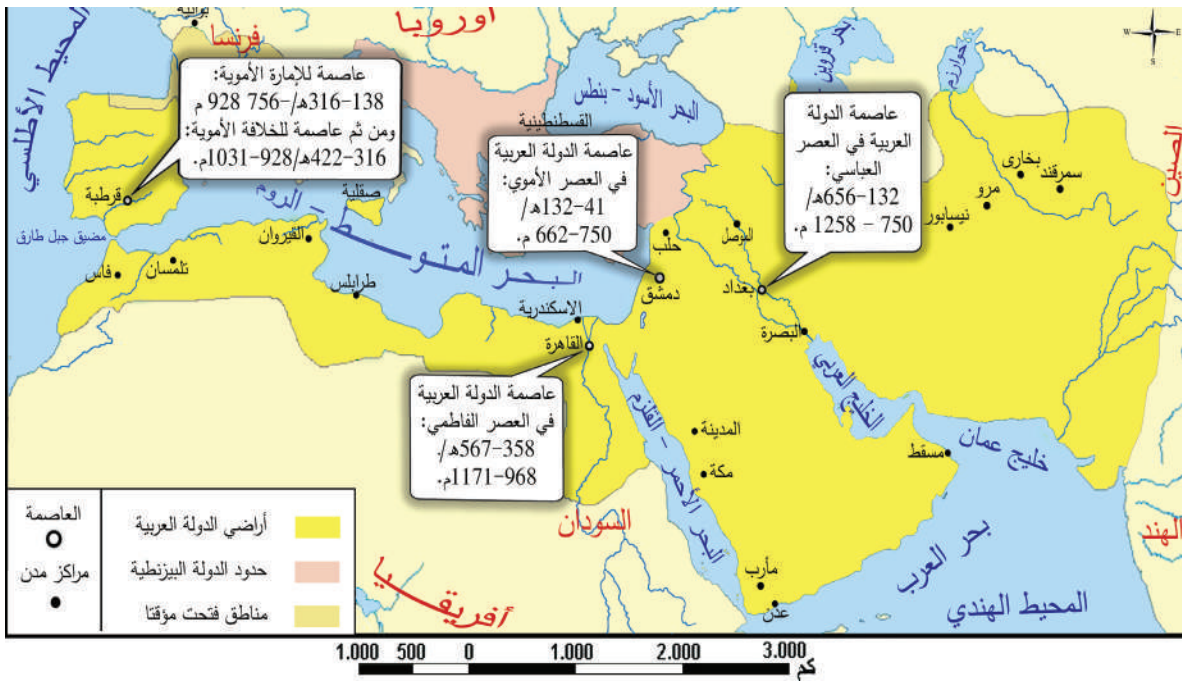 أوروبا
فرنسا
بواتيه
المحيط الأطلسي
عاصمة للإمارة الأموية:
138-316هـ/-756 928 م
ومن ثم عاصمة للخلافة الأموية:
316-422هـ/928-1031م.
قرطبة
مضيق جبل طارق
فاس
تلمسان
القيروان
صقلية
طرابلس
البحر المتوسط - الروم
القسطنطينية
البحر الأسود - بنطس
بحر قزوين
خوارزم
W
E
S
عاصمة الدولة العربية
في العصر الأموي:
41-132هـ/
662-750 م.
عاصمة الدولة
العربية في العصر
العباسي:
132-656هـ/
750 - 1258 م.
بخارى
سمرقند
مرو
نيسابور
الصين
الموصل
حلب
دمشق
بغداد
البصرة
الاسكندرية
القاهرة
عاصمة الدولة العربية
في العصر الفاطمي:
358-567هـ/.
968-1171م.
الخليج العربي
البحر الأحمر - القلزم
المدينة
مكة
مسقط
خليج عمان
الهند
بحر العرب
المحيط الهندي
مأرب
عدن
السودان
أفريقيا
العاصمة
مراكز مدن
أراضي الدولة العربية
حدود الدولة البيزنطية
مناطق فتحت مؤقتا
1.000 500 0 1.000 2.000 3.000
كم